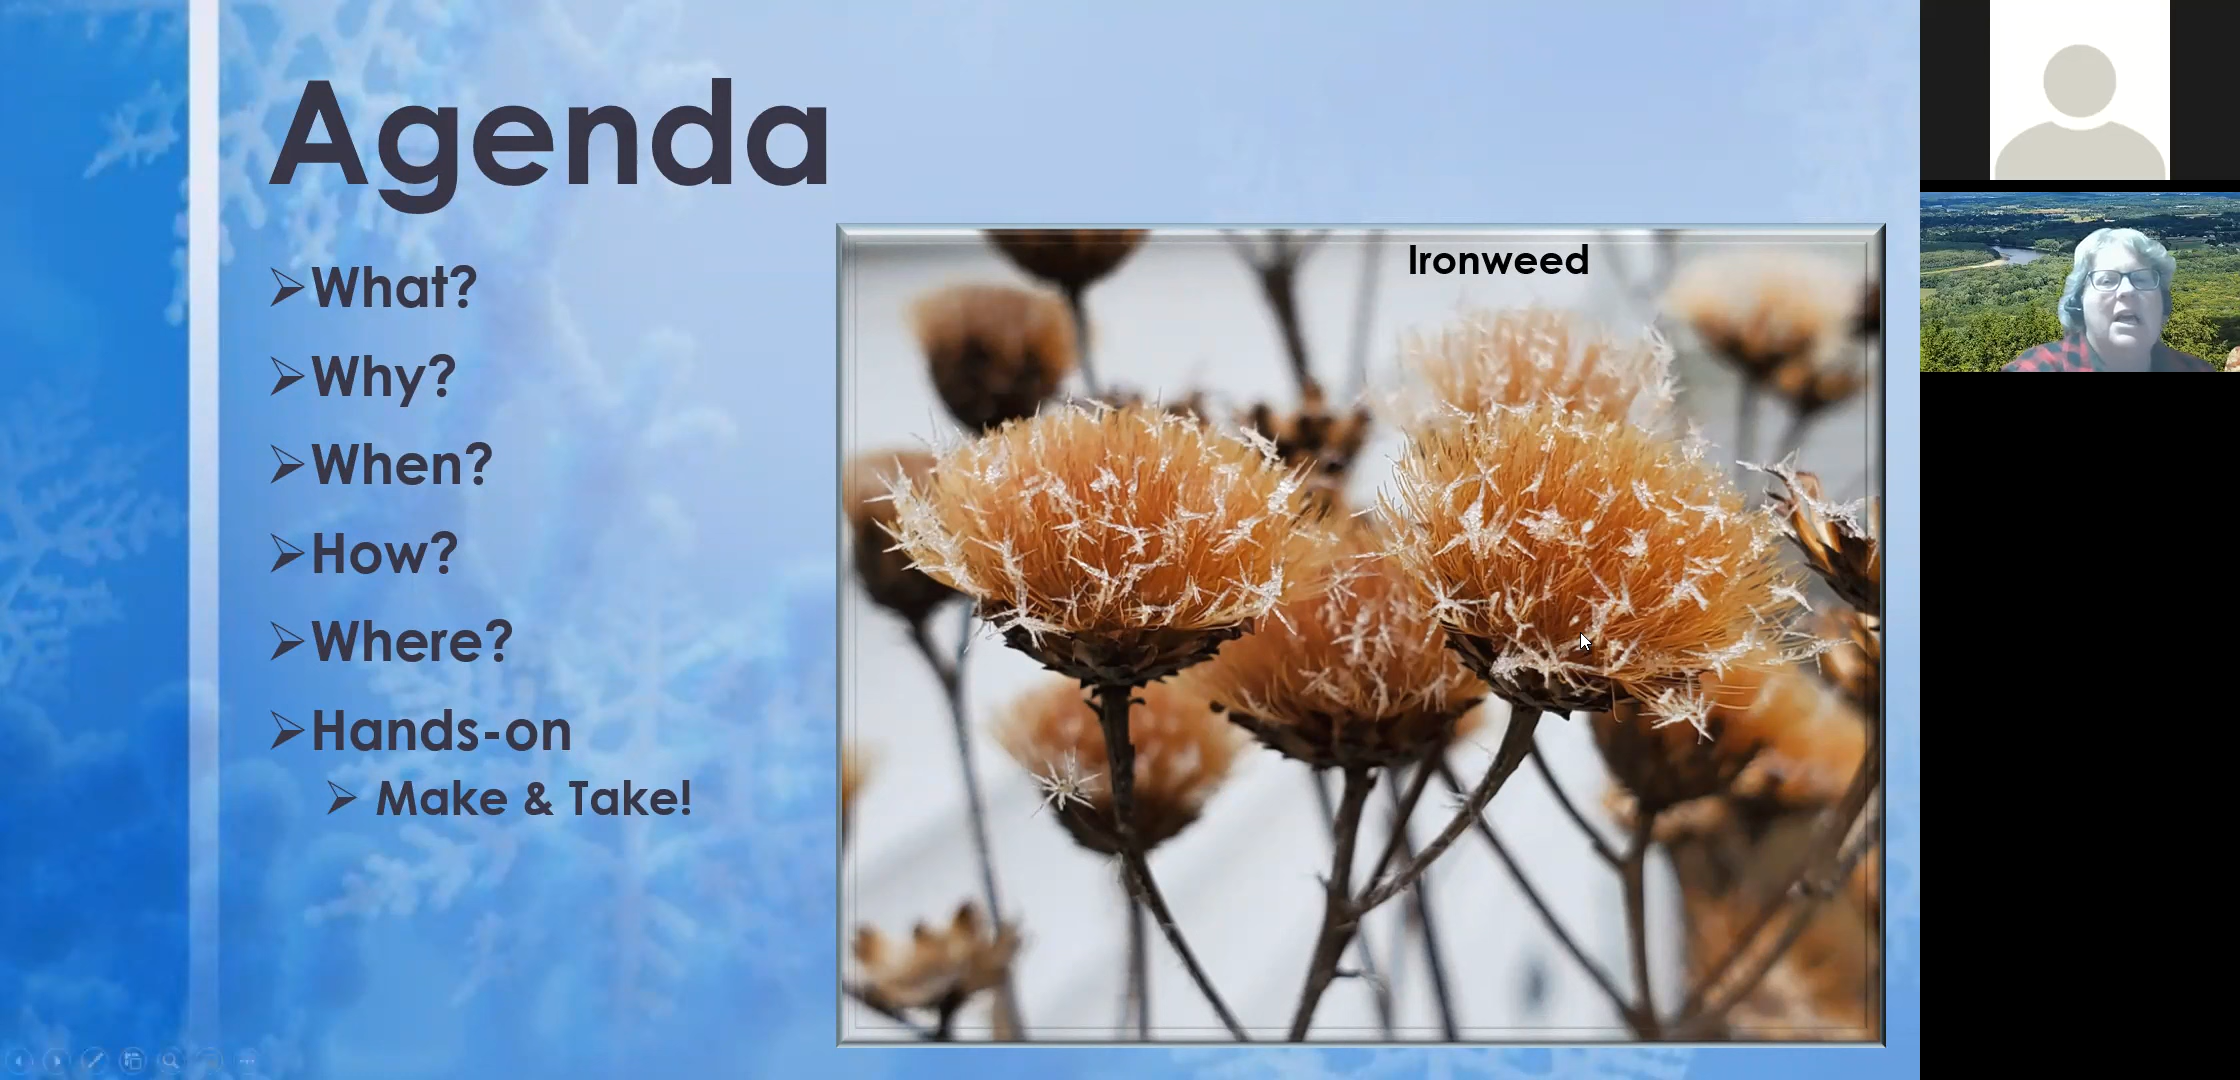 Agenda
What?
Why?
When?
How?
Where?
Hands-on
Make & Take!
Ironweed